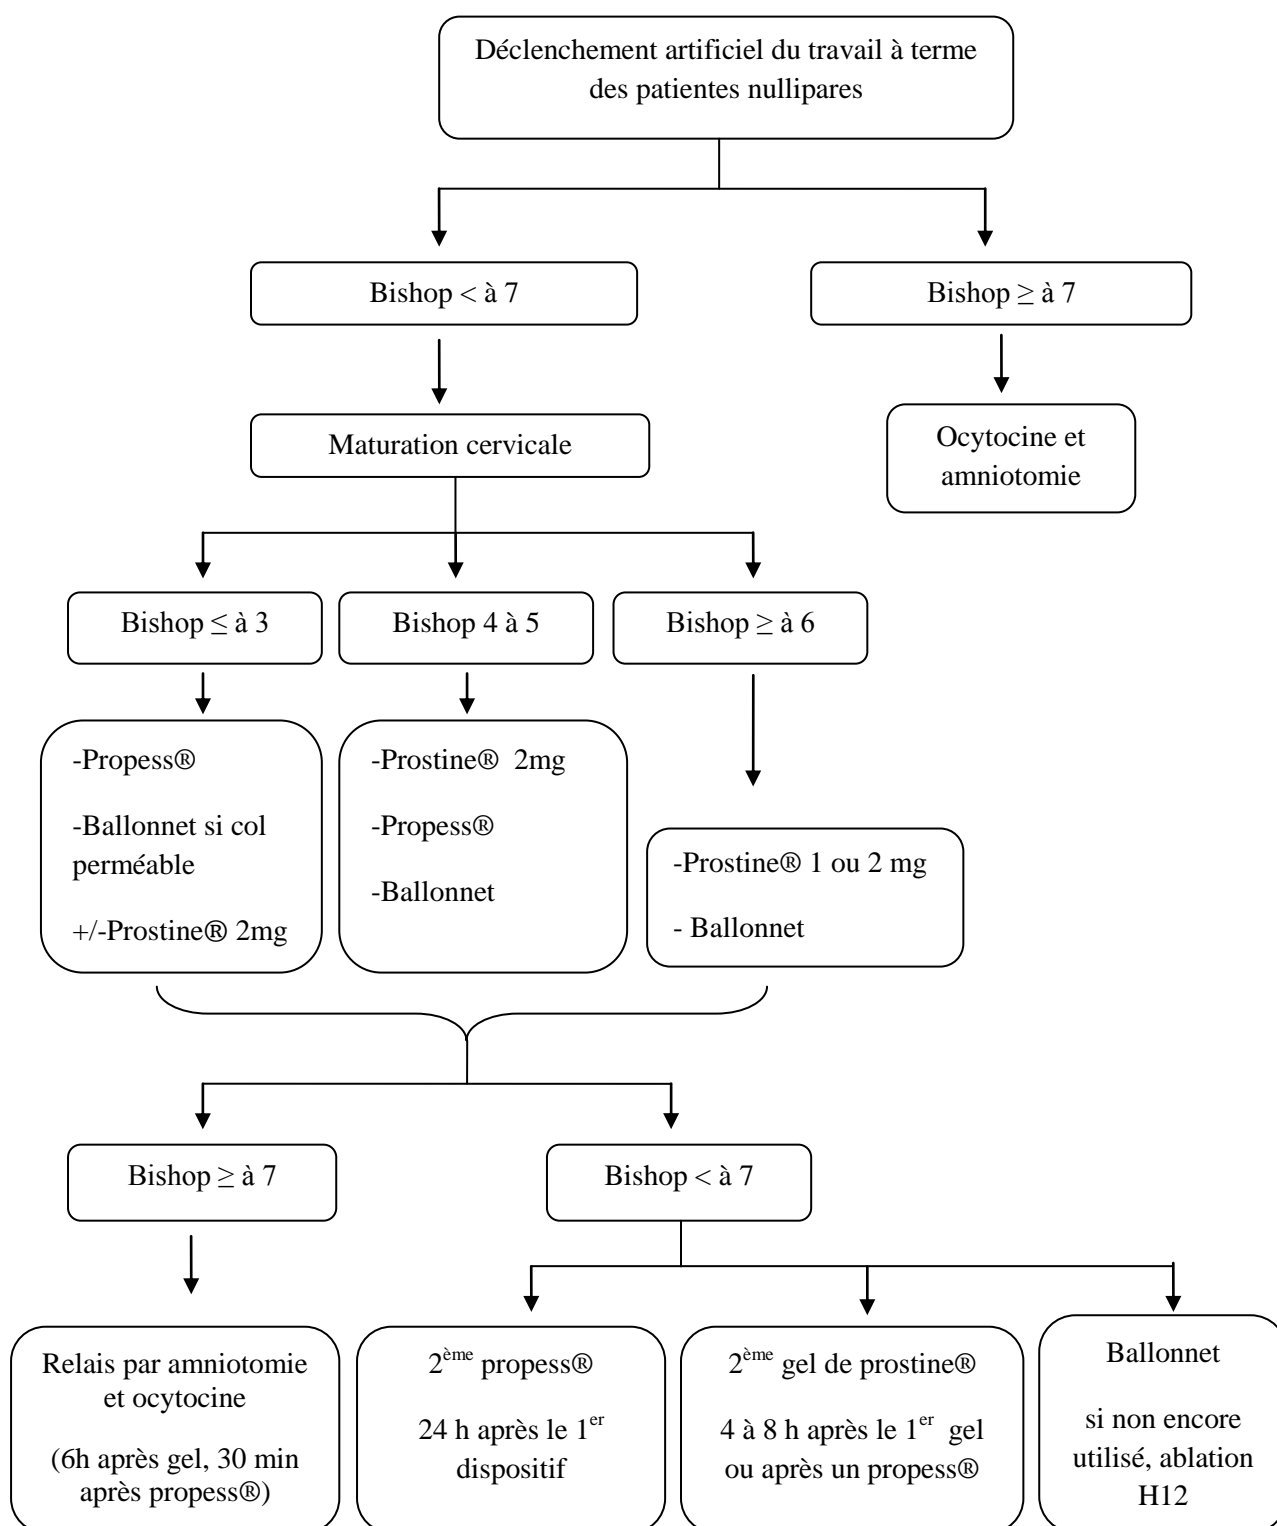 Déclenchement artificiel du travail à terme
des patientes nullipares
Bishop < à 7
Bishop ≥ à 7
Maturation cervicale
Ocytocine et
amniotomie
Bishop ≤ à 3
Bishop 4 à 5
Bishop ≥ à 6
-Propess®
-Ballonnet si col
perméable
+/-Prostine® 2mg
-Prostine® 2mg
-Propess®
-Ballonnet
-Prostine® 1 ou 2 mg
- Ballonnet
Bishop ≥ à 7
Bishop < à 7
Relais par amniotomie
et ocytocine
(6h après gel, 30 min
après propess®)
2ème propess®
24 h après le 1er
dispositif
2ème gel de prostine®
4 à 8 h après le 1er gel
ou après un propess®
Ballonnet
si non encore
utilisé, ablation
H12